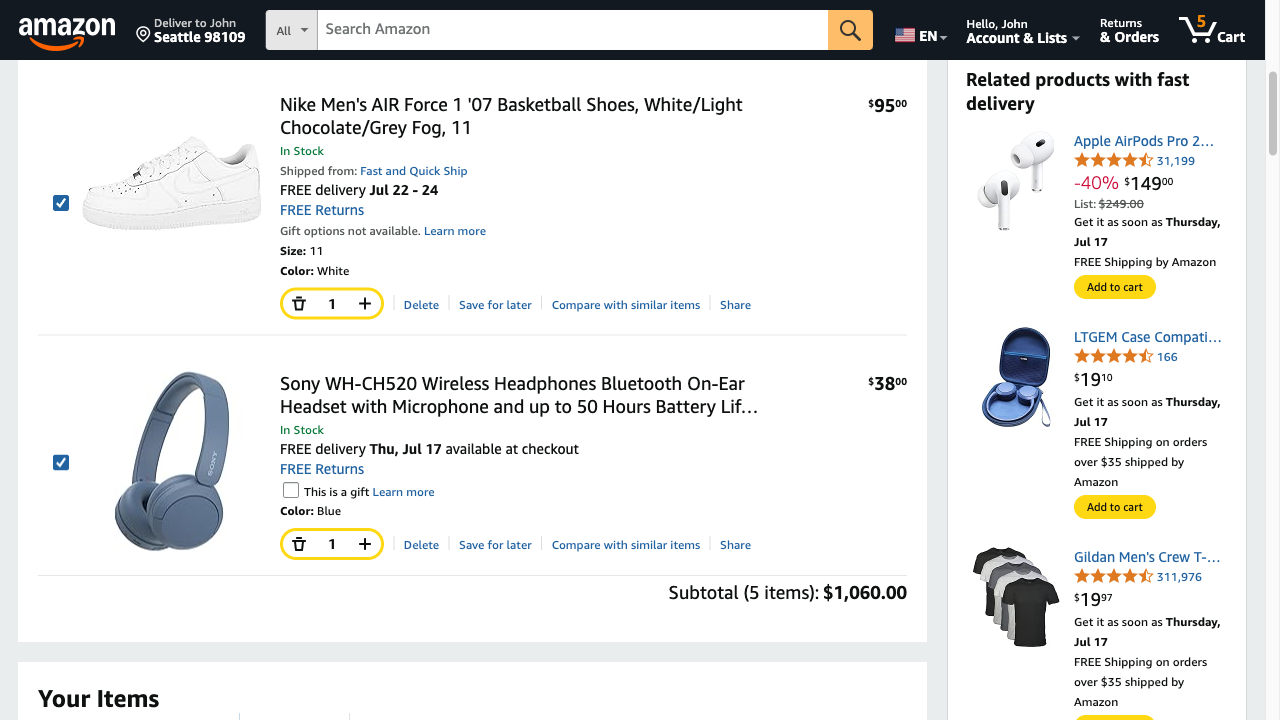 amazon
Deliver to John
Seattle 98109
All
Search Amazon
EN
Hello, John
Account & Lists
Returns
& Orders
5
Cart
Nike Men's AIR Force 1 '07 Basketball Shoes, White/Light
Chocolate/Grey Fog, 11
$9500
In Stock
Shipped from: Fast and Quick Ship
FREE delivery Jul 22 - 24
FREE Returns
Gift options not available. Learn more
Size: 11
Color: White
1
Delete
Save for later
Compare with similar items
Share
SONY
Sony WH-CH520 Wireless Headphones Bluetooth On-Ear
Headset with Microphone and up to 50 Hours Battery Lif…
$3800
In Stock
FREE delivery Thu, Jul 17 available at checkout
FREE Returns
This is a gift Learn more
Color: Blue
1
Delete
Save for later
Compare with similar items
Share
Subtotal (5 items): $1,060.00
Your Items
Related products with fast
delivery
Apple AirPods Pro 2…
31,199
-40% $14900
List: $249.00
Get it as soon as Thursday,
Jul 17
FREE Shipping by Amazon
Add to cart
LTGEM Case Compati…
166
$1910
Get it as soon as Thursday,
Jul 17
FREE Shipping on orders
over $35 shipped by
Amazon
Add to cart
Gildan Men's Crew T-…
311,976
$1997
Get it as soon as Thursday,
Jul 17
FREE Shipping on orders
over $35 shipped by
Amazon